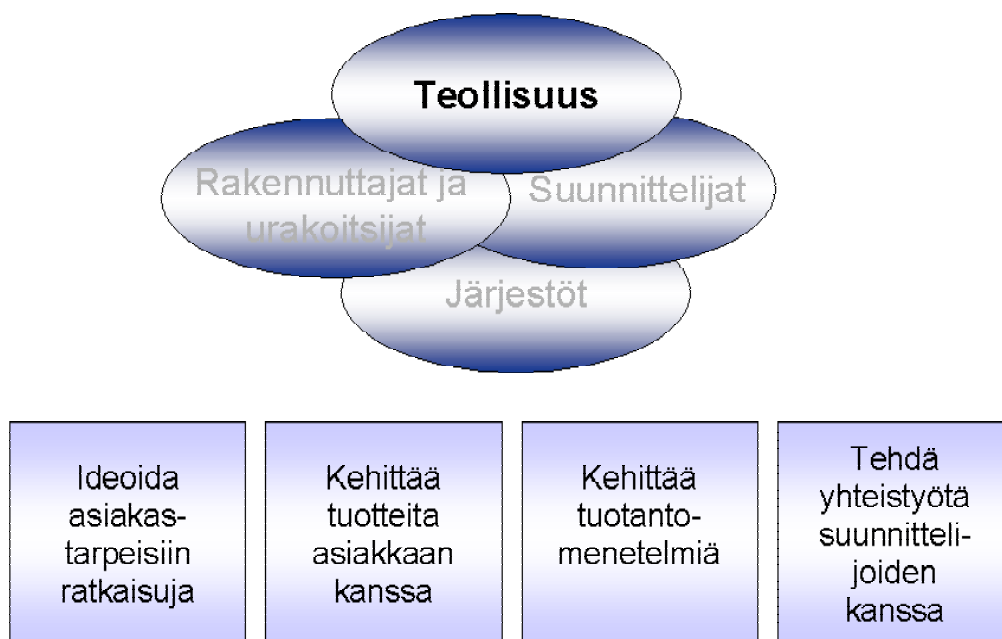 Teollisuus
Rakennuttajat ja
urakoitsijat
Suunnittelijat
Järjestöt
Ideoida
asiakas-
tarpeisiin
ratkaisuja
Kehittää
tuotteita
asiakkaan
kanssa
Kehittää
tuotanto-
menetelmiä
Tehdä
yhteistyötä
suunnitteli-
joiden
kanssa